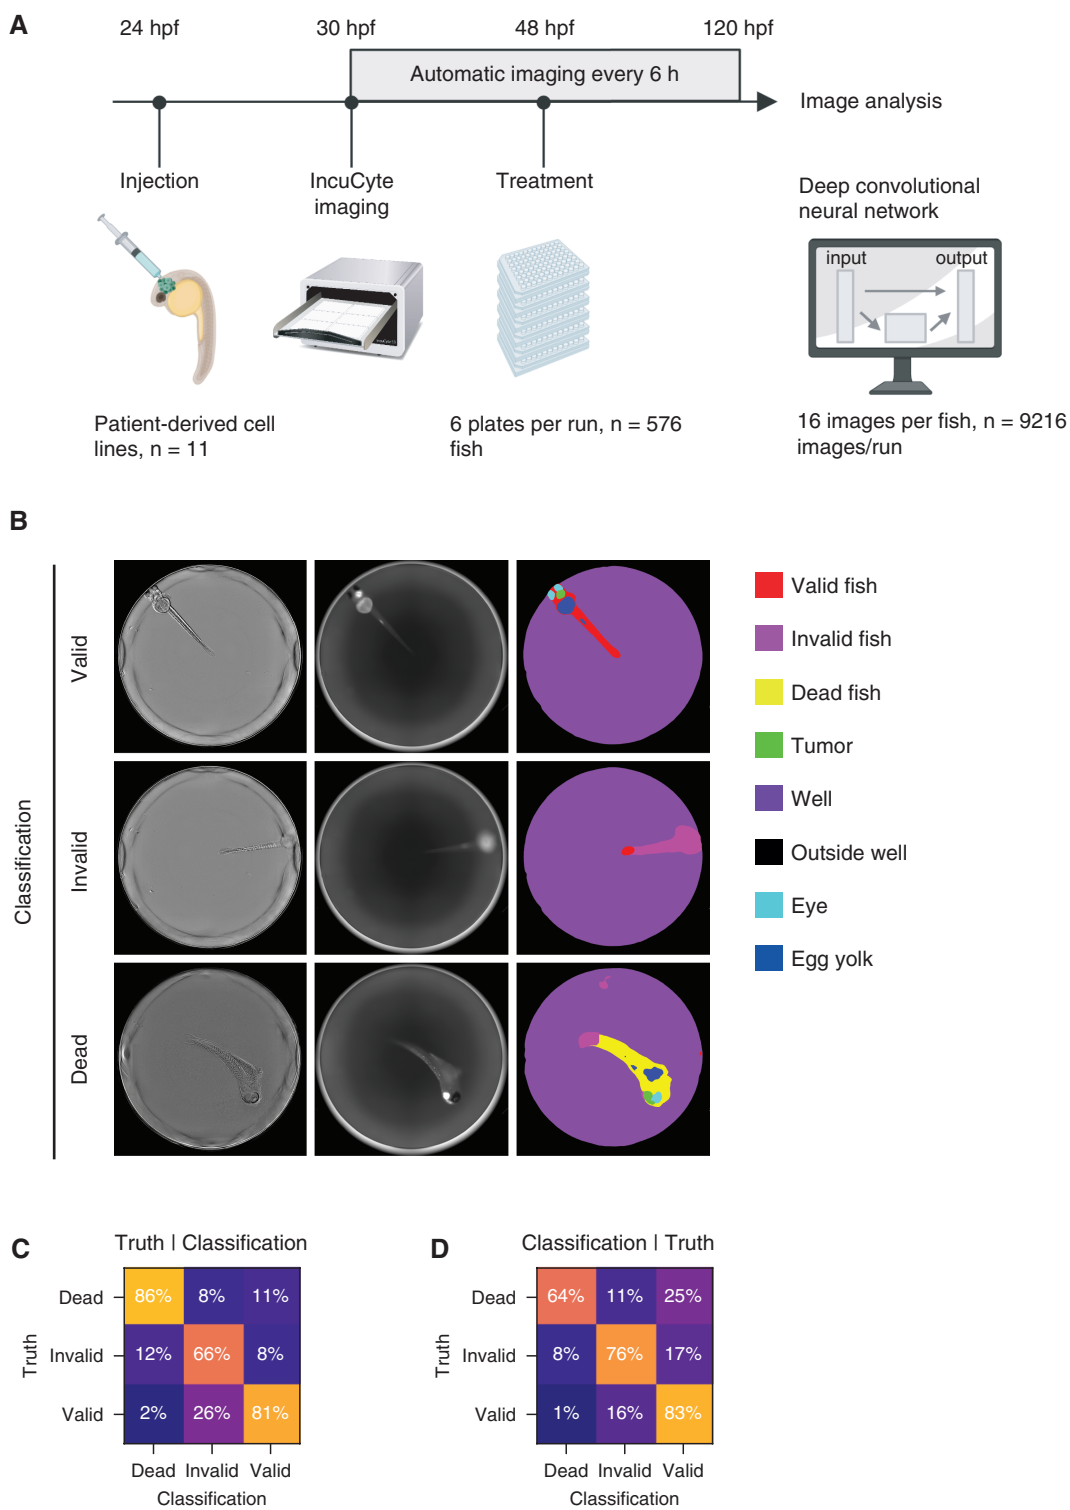 A
24 hpf
30 hpf
48 hpf
120 hpf
Automatic imaging every 6 h
Image analysis
Injection
IncuCyte
imaging
Treatment
Deep convolutional
neural network
input
output
Patient-derived cell
lines, n = 11
6 plates per run, n = 576
fish
16 images per fish, n = 9216
images/run
B
Classification
Valid
Invalid
Dead
Valid fish
Invalid fish
Dead fish
Tumor
Well
Outside well
Eye
Egg yolk
C
Truth | Classification
Truth
Dead
86%
8%
11%
Invalid
12%
66%
8%
Valid
2%
26%
81%
Dead
Invalid
Valid
Classification
D
Classification | Truth
Truth
Dead
64%
11%
25%
Invalid
8%
76%
17%
Valid
1%
16%
83%
Dead
Invalid
Valid
Classification